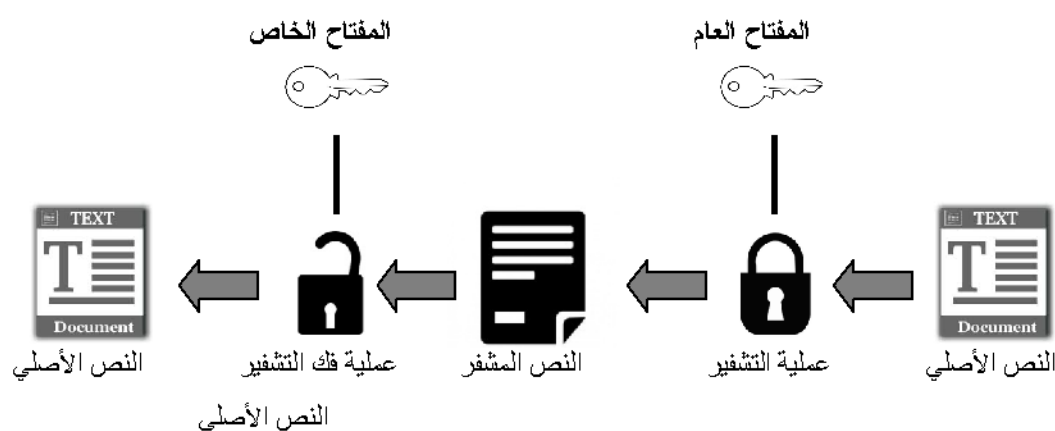 المفتاح العام المفتاح الخاص
TEXT TEXT
T T
Document Document
النص الأصلي عملية التشفير النص المشفر عملية فك التشفير النص الأصلي
النص الأصلي